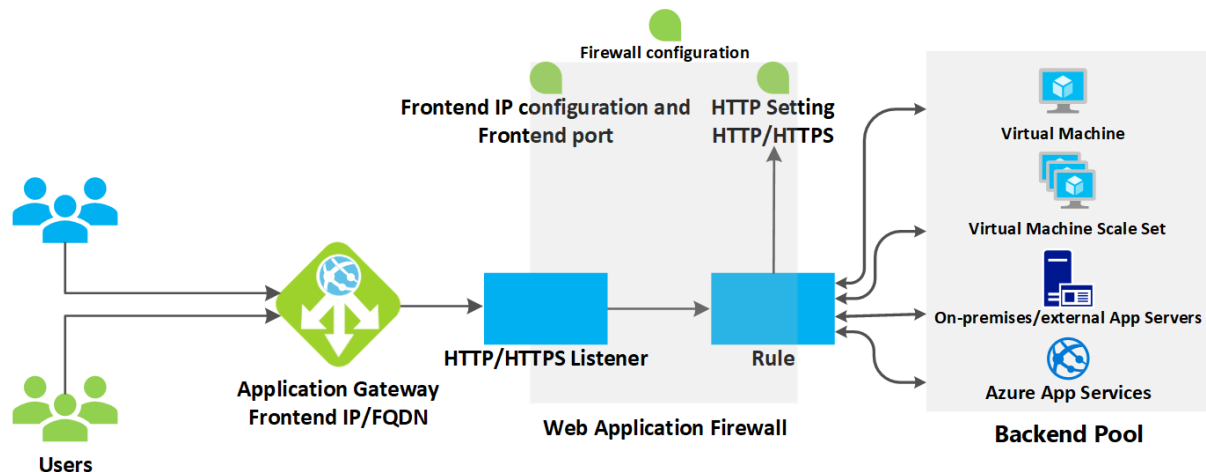 Firewall configuration
Frontend IP configuration and
Frontend port
HTTP Setting
HTTP/HTTPS
Virtual Machine
Virtual Machine Scale Set
On-premises/external App Servers
Azure App Services
Backend Pool
HTTP/HTTPS Listener
Rule
Application Gateway
Frontend IP/FQDN
Web Application Firewall
Users